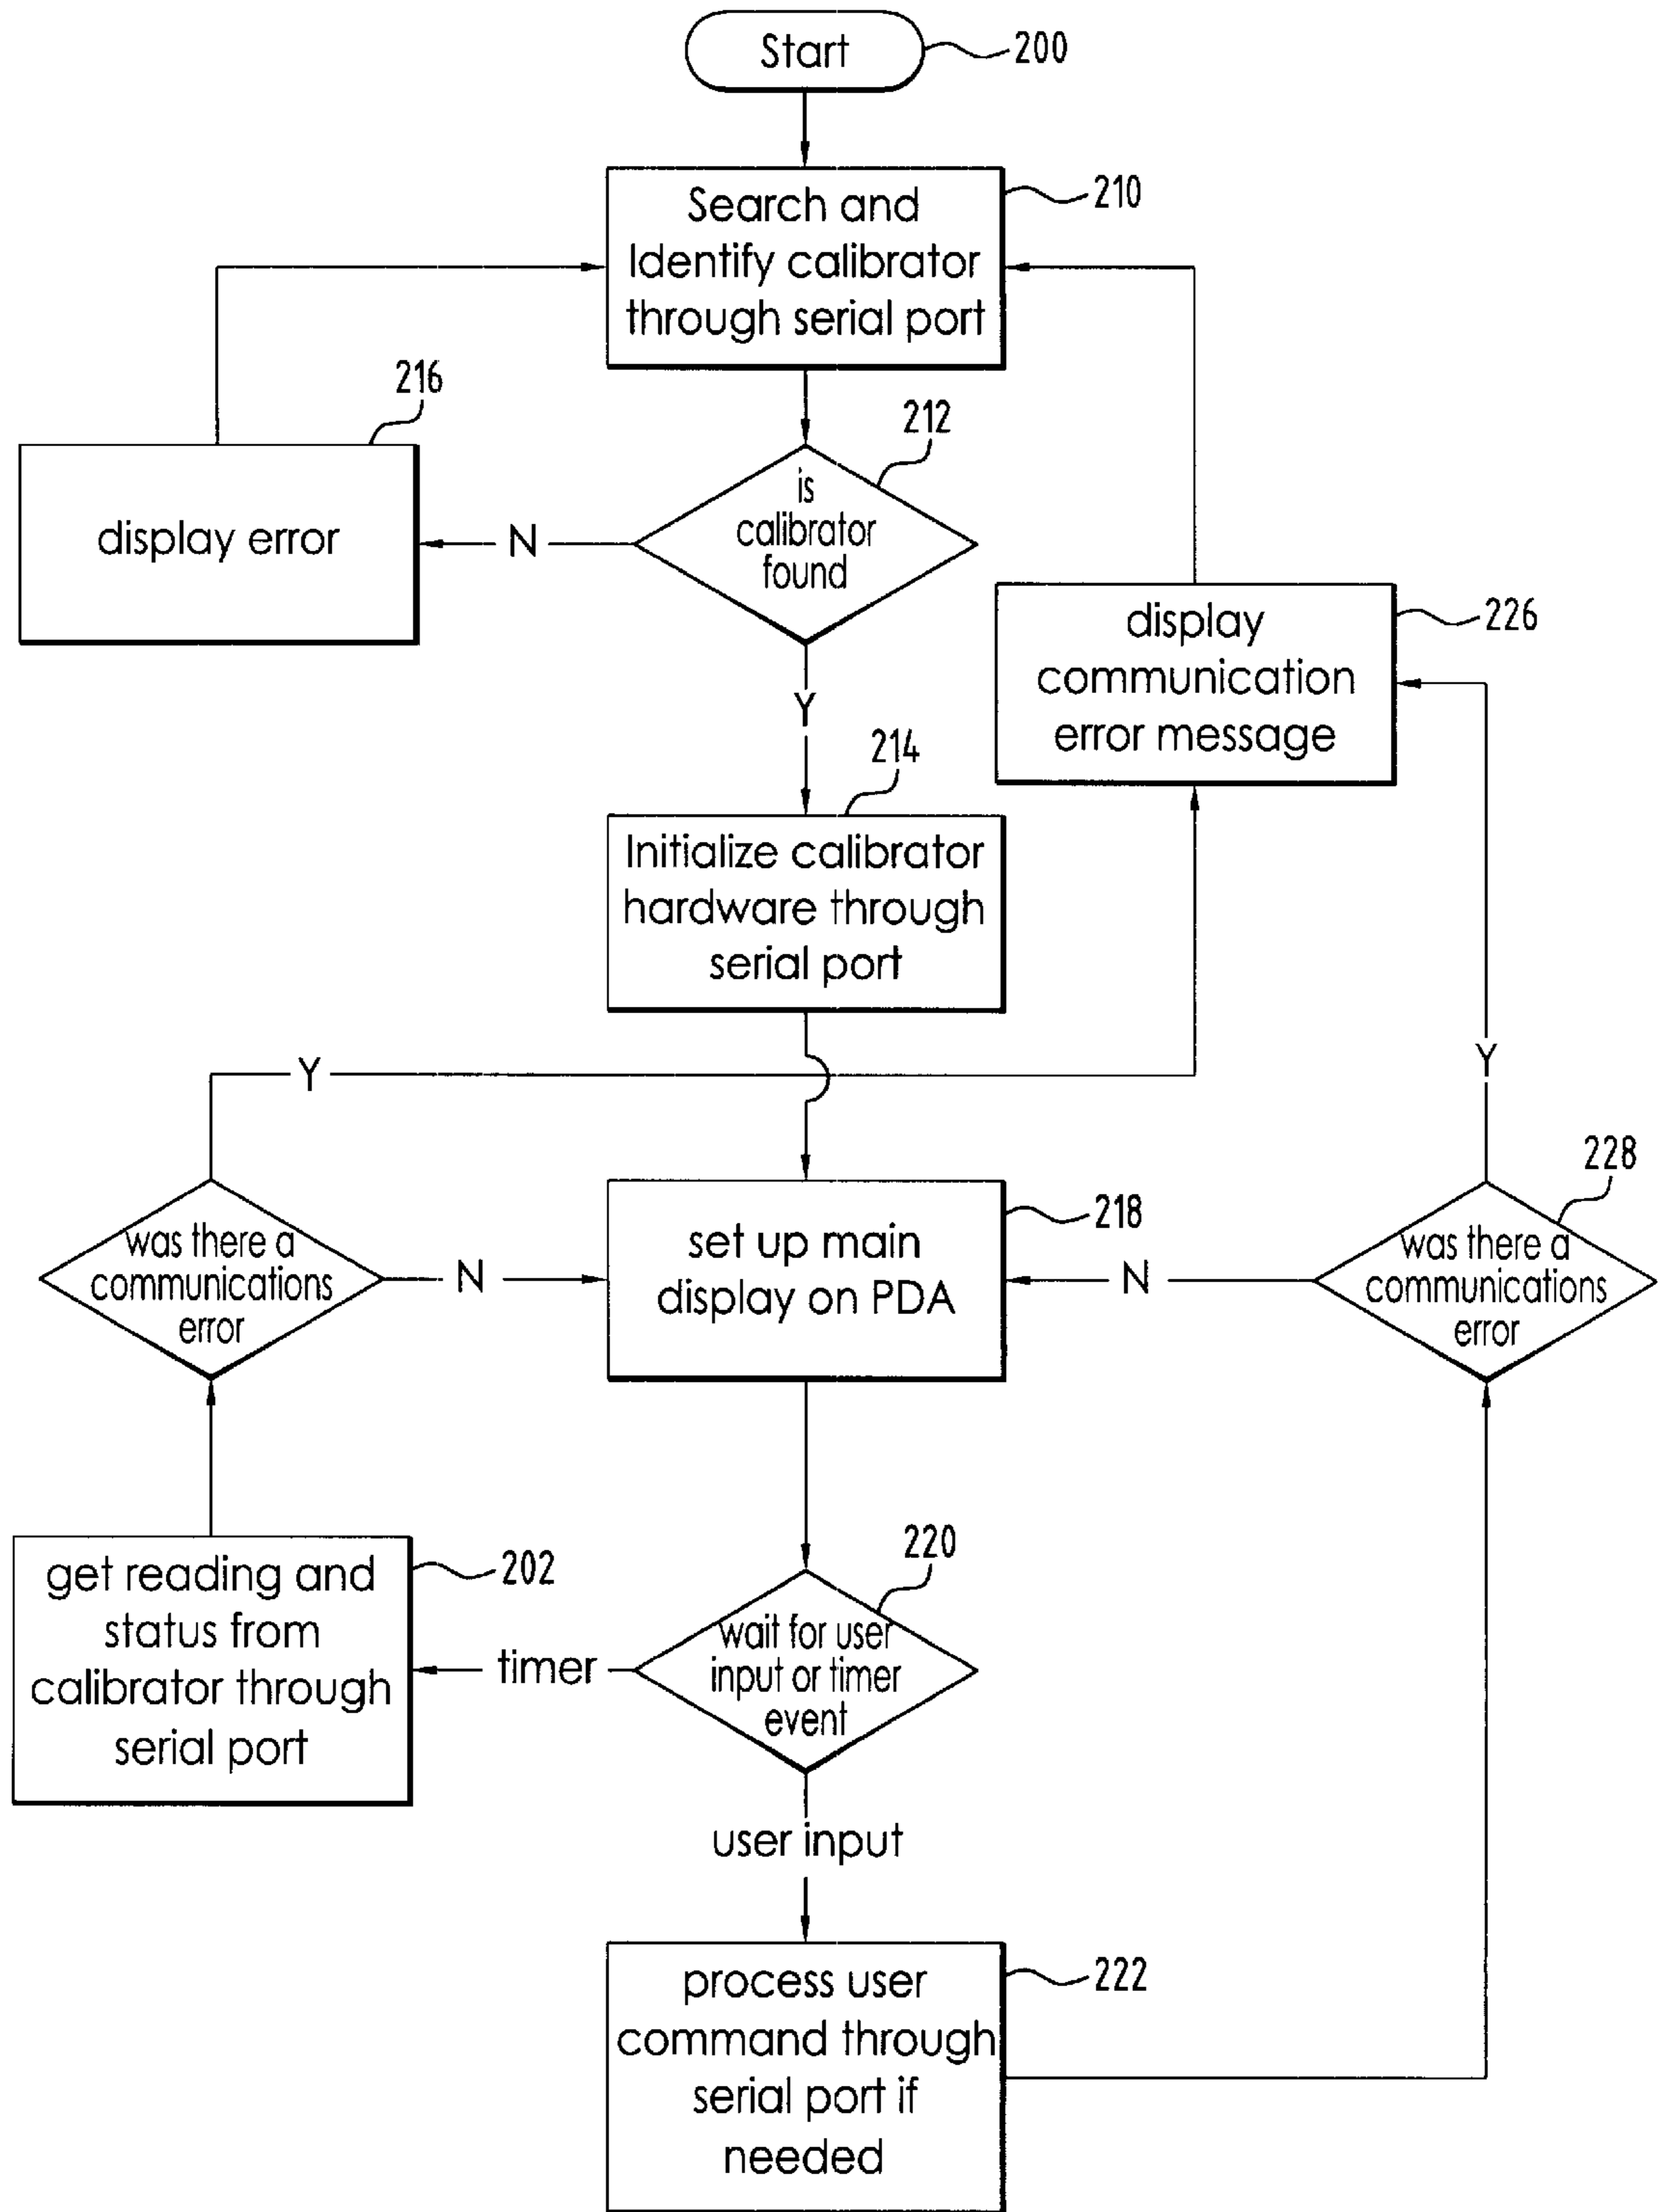 Start
200
Search and
Identify calibrator
through serial port
210
216
212
is
calibrator
found
display error
N
display
communication
error message
226
Y
214
Initialize calibrator
hardware through
serial port
Y
Y
228
218
was there a
communications
error
N
set up main
display on PDA
N
was there a
communications
error
220
get reading and
status from
calibrator through
serial port
202
timer
wait for user
input or timer
event
user input
process user
command through
serial port if
needed
222